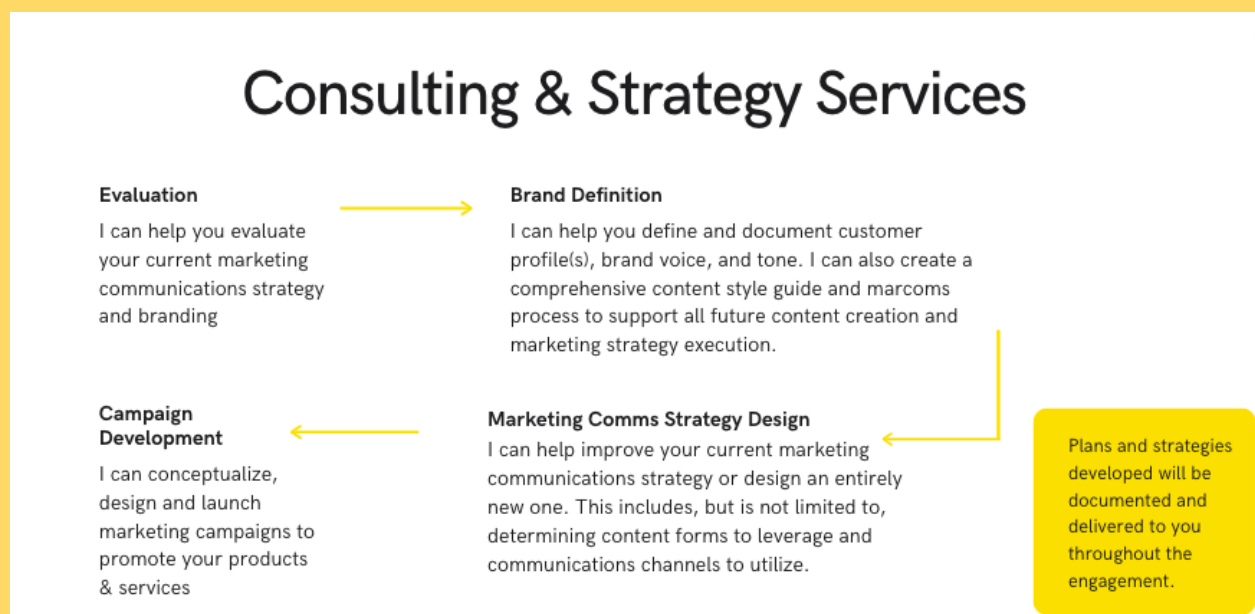 Consulting & Strategy Services
Evaluation
I can help you evaluate
your current marketing
communications strategy
and branding
Brand Definition
I can help you define and document customer
profile(s), brand voice, and tone. I can also create a
comprehensive content style guide and marcoms
process to support all future content creation and
marketing strategy execution.
Marketing Comms Strategy Design
I can help improve your current marketing
communications strategy or design an entirely
new one. This includes, but is not limited to,
determining content forms to leverage and
communications channels to utilize.
Campaign
Development
I can conceptualize,
design and launch
marketing campaigns to
promote your products
& services
Plans and strategies
developed will be
documented and
delivered to you
throughout the
engagement.